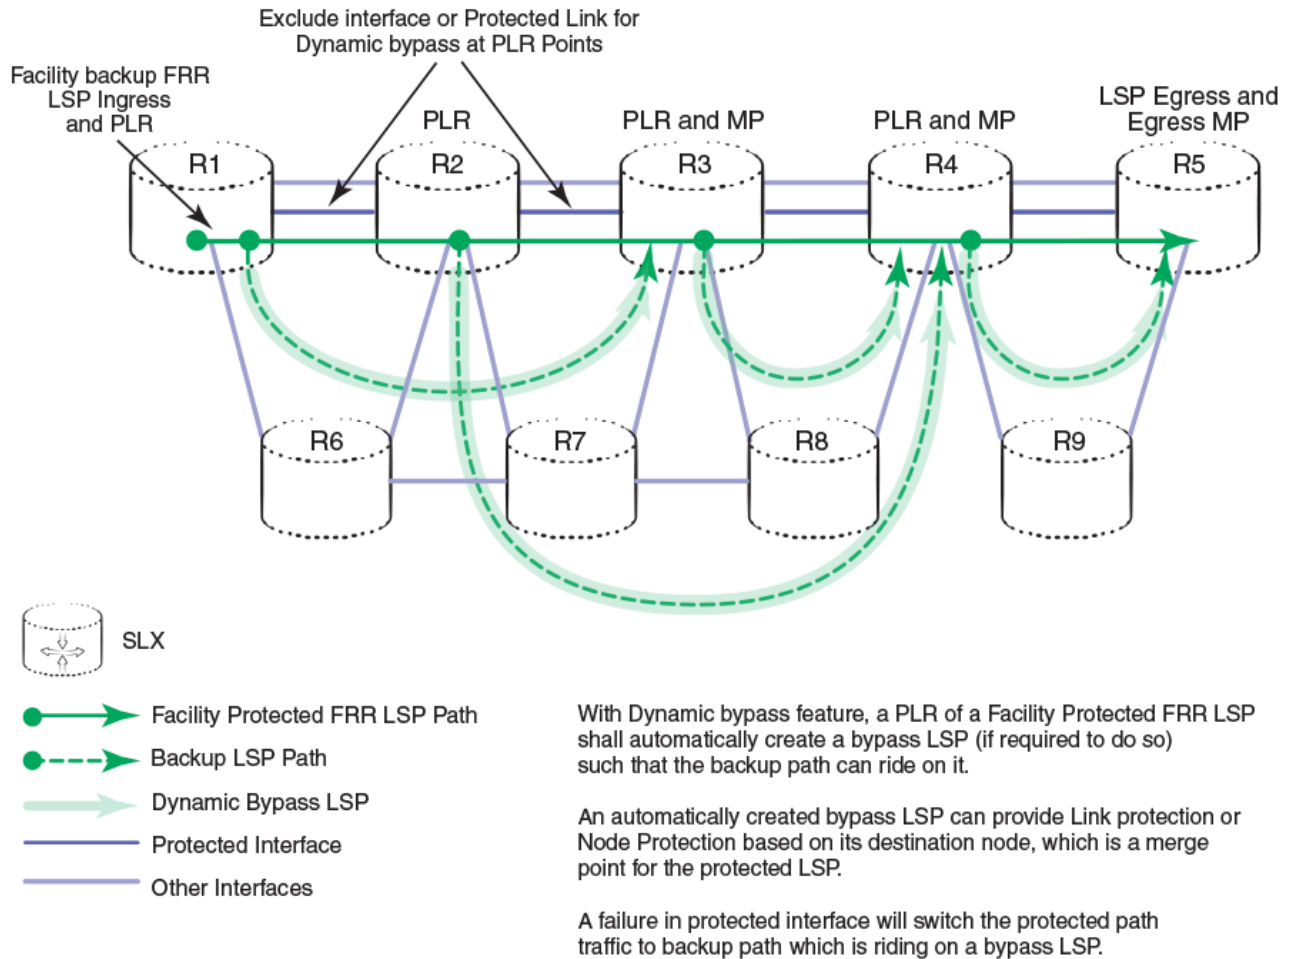 Exclude interface or Protected Link for
Dynamic bypass at PLR Points
Facility backup FRR
LSP Ingress
and PLR
PLR
PLR and MP
PLR and MP
LSP Egress and
Egress MP
R1
R2
R3
R4
R5
R6
R7
R8
R9
SLX
Facility Protected FRR LSP Path
Backup LSP Path
Dynamic Bypass LSP
Protected Interface
Other Interfaces
With Dynamic bypass feature, a PLR of a Facility Protected FRR LSP
shall automatically create a bypass LSP (if required to do so)
such that the backup path can ride on it.
An automatically created bypass LSP can provide Link protection or
Node Protection based on its destination node, which is a merge
point for the protected LSP.
A failure in protected interface will switch the protected path
traffic to backup path which is riding on a bypass LSP.